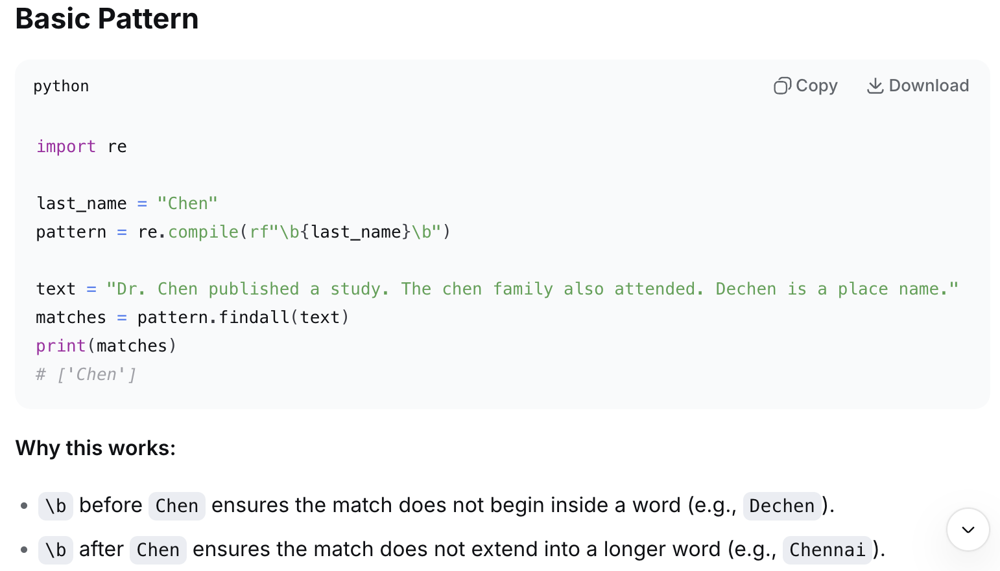 Basic Pattern
python
Copy
Download
import re
last_name = "Chen"
pattern = re.compile(rf"\b{last_name}\b")
text = "Dr. Chen published a study. The chen family also attended. Dechen is a place name."
matches = pattern.findall(text)
print(matches)
# ['Chen']
Why this works:
• \b before Chen ensures the match does not begin inside a word (e.g., Dechen).
• \b after Chen ensures the match does not extend into a longer word (e.g., Chennai).